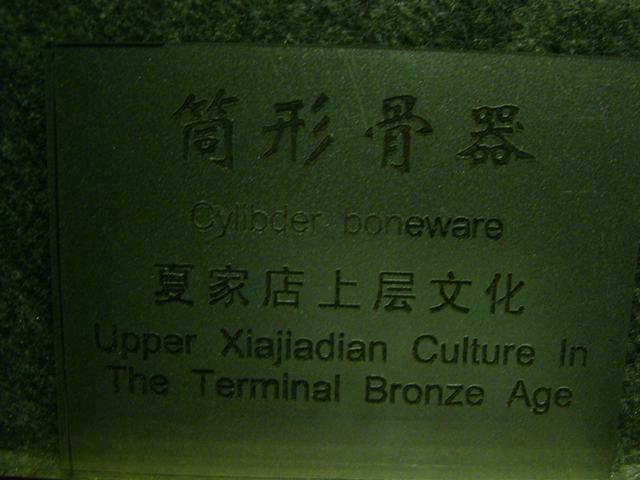 筒形骨器
Cylibder boneware
夏家店上层文化
Upper Xiajiadian Culture In
The Terminal Bronze Age